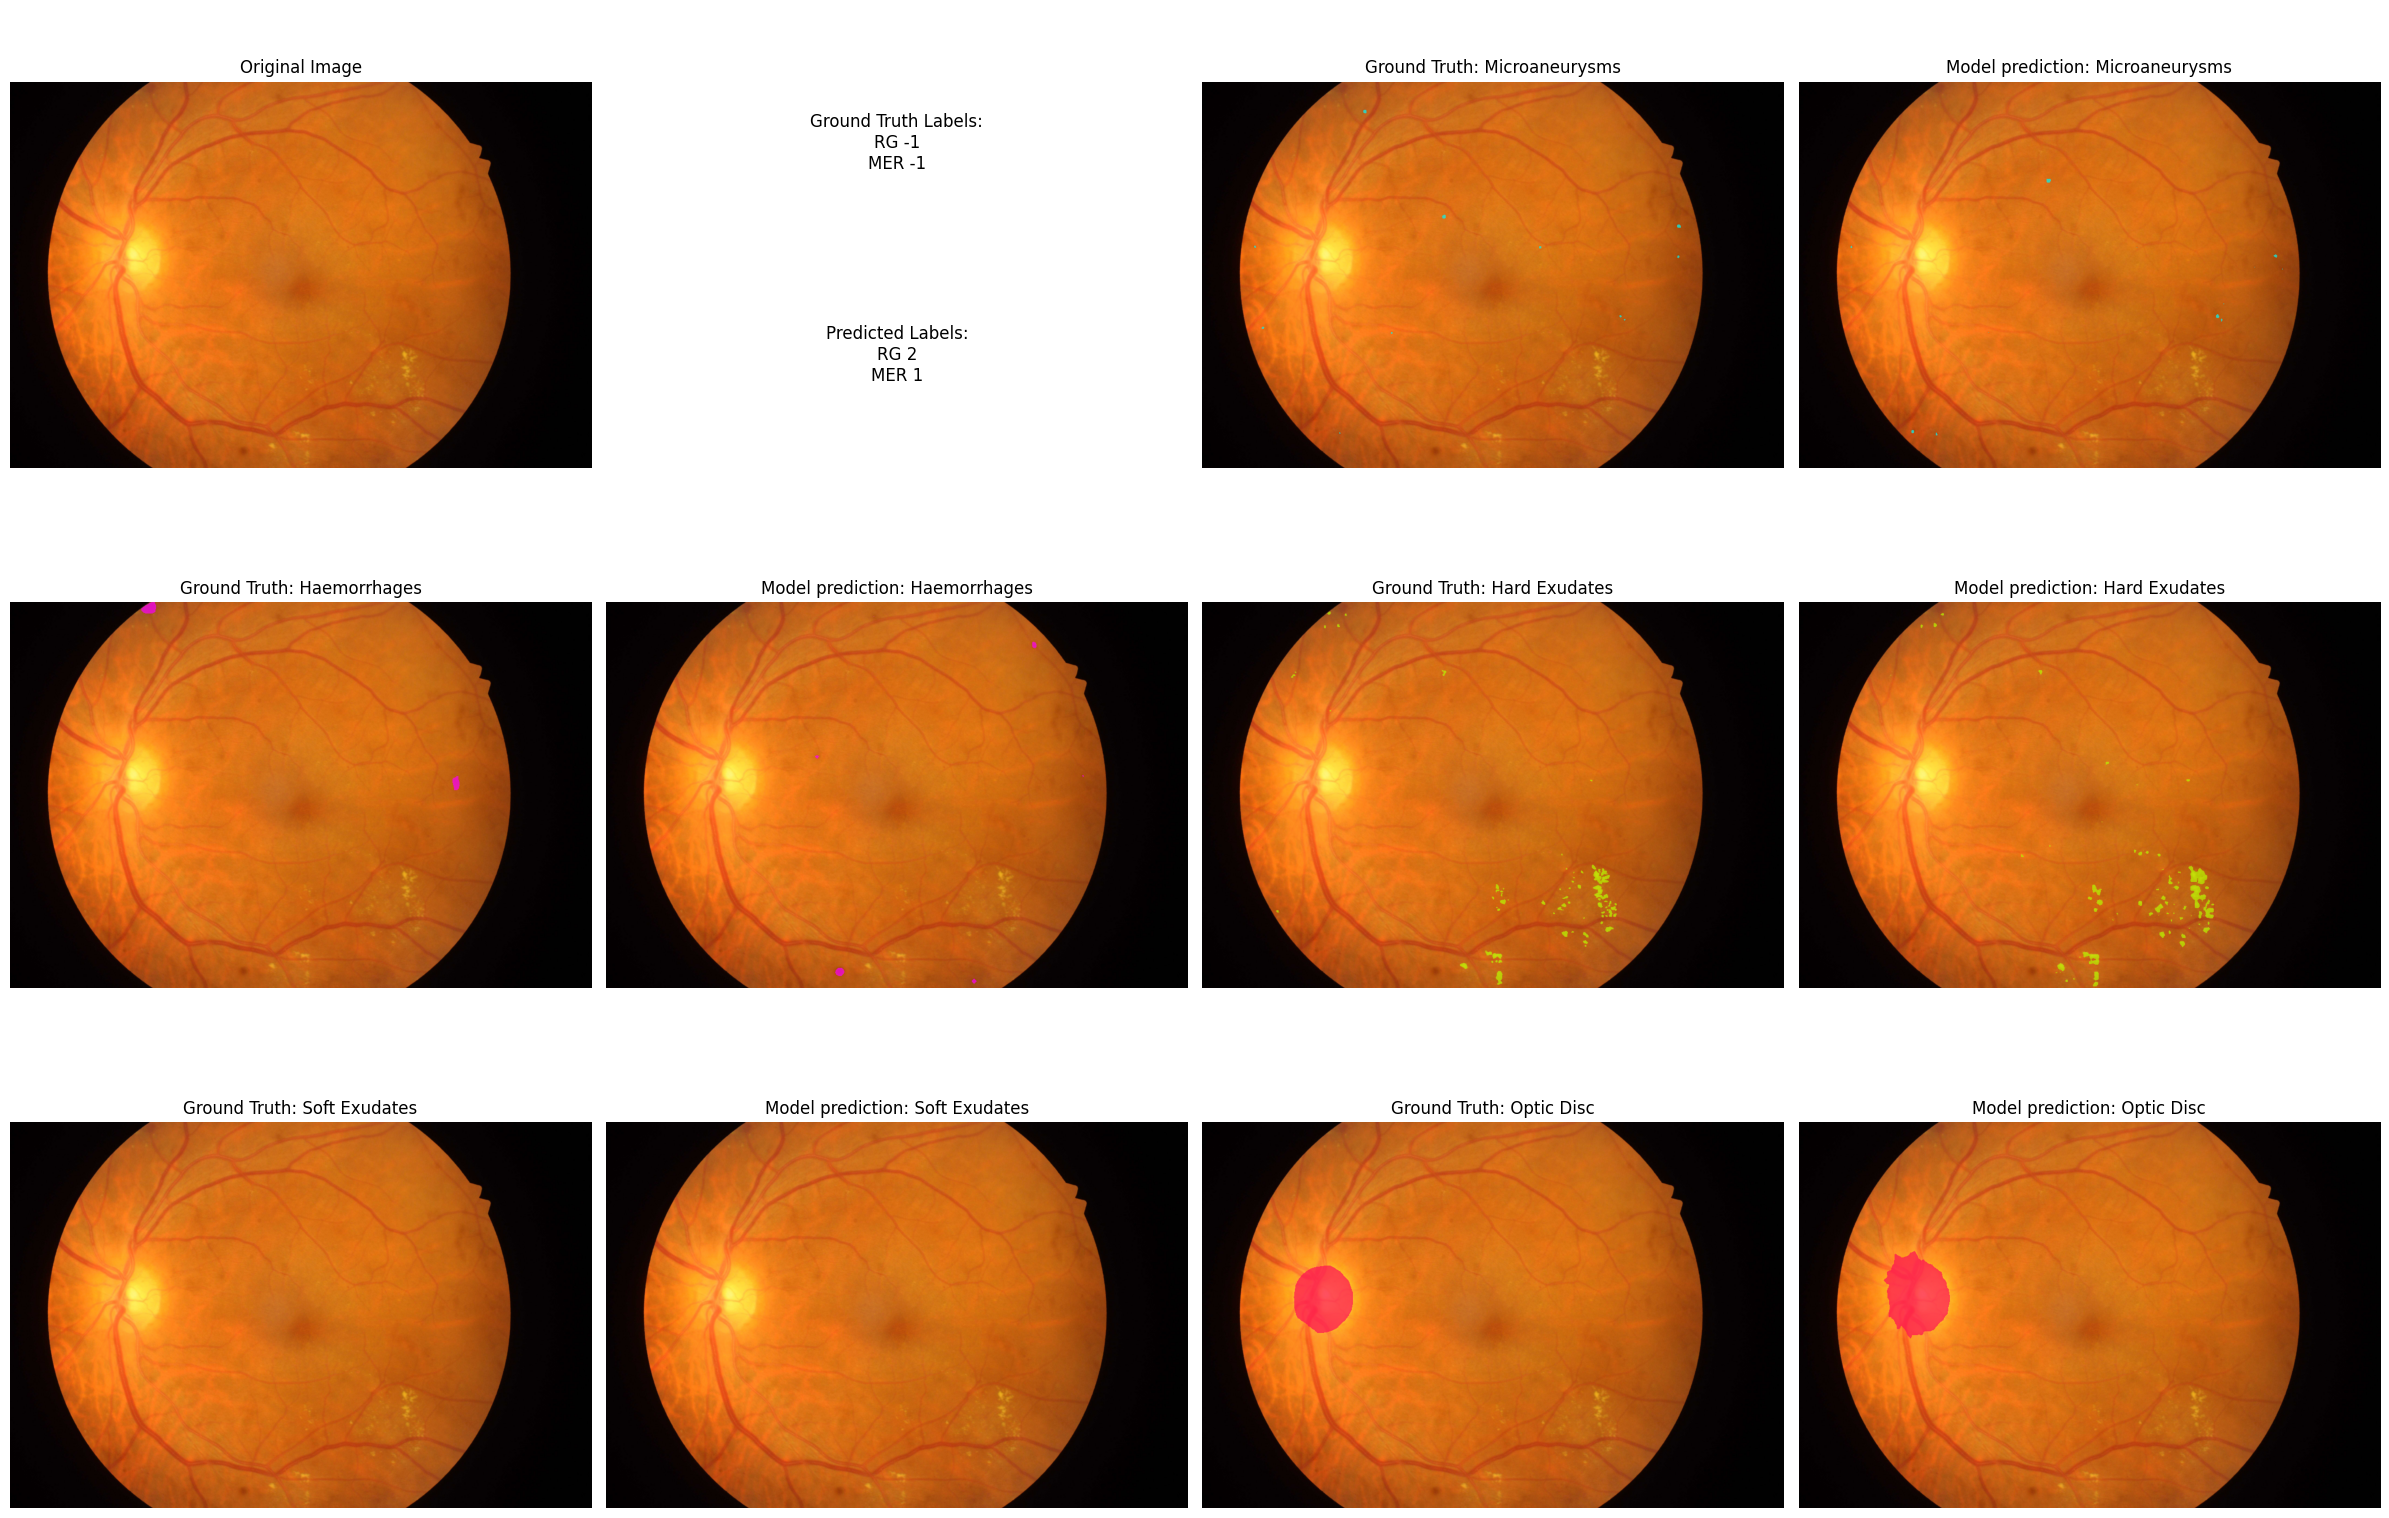 Original Image
Ground Truth Labels:
RG -1
MER -1
Predicted Labels:
RG 2
MER 1
Ground Truth: Microaneurysms
Model prediction: Microaneurysms
Ground Truth: Haemorrhages
Model prediction: Haemorrhages
Ground Truth: Hard Exudates
Model prediction: Hard Exudates
Ground Truth: Soft Exudates
Model prediction: Soft Exudates
Ground Truth: Optic Disc
Model prediction: Optic Disc